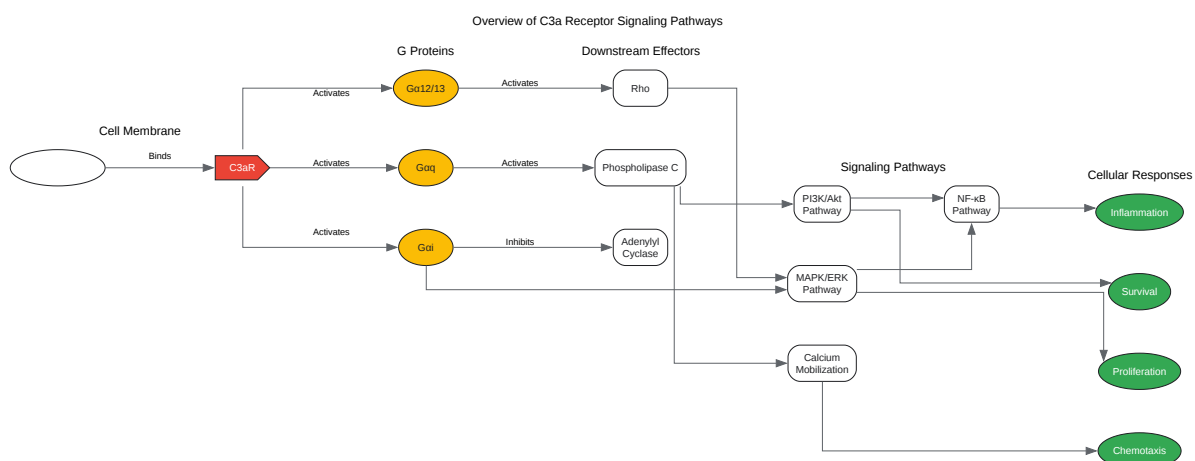 Overview of C3a Receptor Signaling Pathways
G Proteins
Downstream Effectors
Gα12/13
Activates
Activates
Rho
Cell Membrane
Binds
C3aR
Activates
Gαq
Activates
Phospholipase C
Signaling Pathways
Cellular Responses
PI3K/Akt
Pathway
NF-κB
Pathway
Inflammation
Activates
Gαi
Inhibits
Adenylyl
Cyclase
MAPK/ERK
Pathway
Survival
Calcium
Mobilization
Proliferation
Chemotaxis